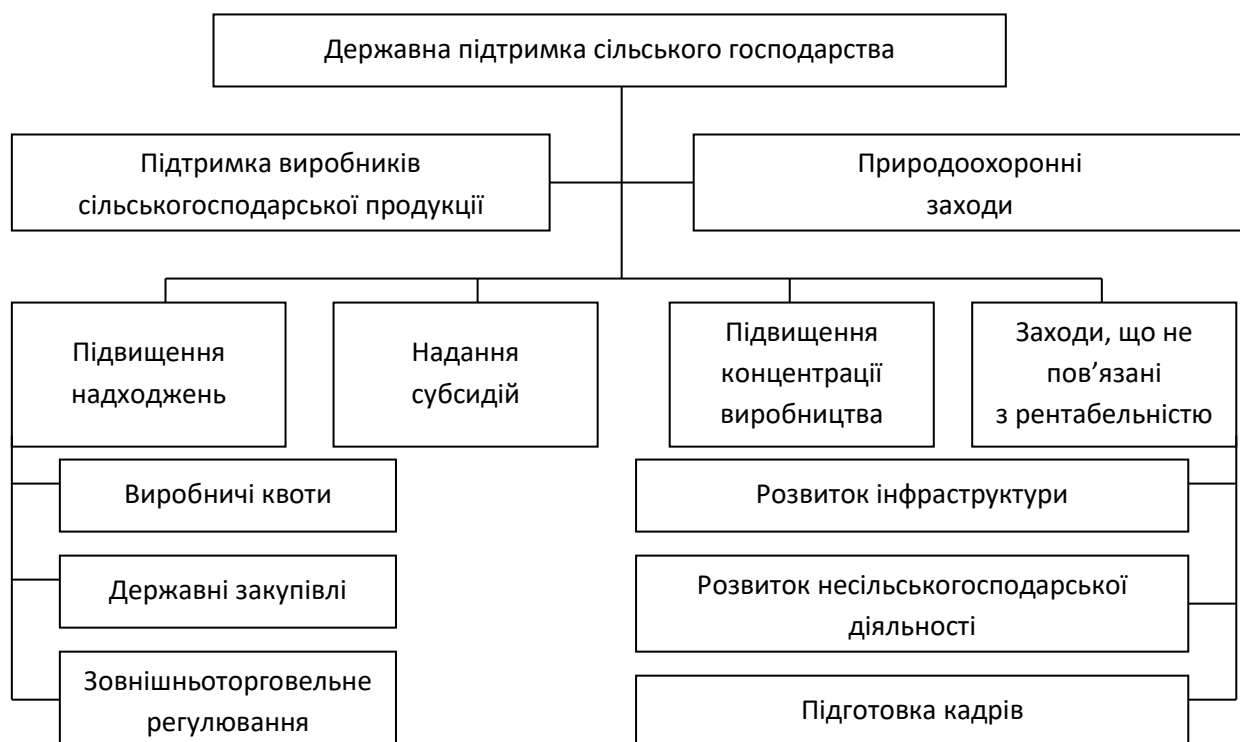 Державна підтримка сільського господарства
Підтримка виробників
сільськогосподарської продукції
Природоохоронні
заходи
Підвищення
надходжень
Надання
субсидій
Підвищення
концентрації
виробництва
Заходи, що не
пов’язані
з рентабельністю
Виробничі квоти
Розвиток інфраструктури
Державні закупівлі
Розвиток несільськогосподарської
діяльності
Зовнішньоторговельне
регулювання
Підготовка кадрів